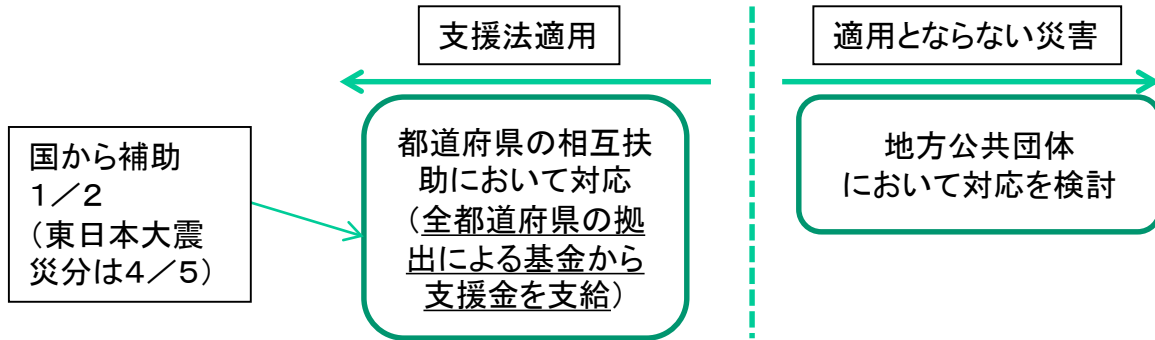 支援法適用
適用とならない災害
国から補助
1/2
（東日本大震
災分は4/5）
都道府県の相互扶
助において対応
（全都道府県の拠
出による基金から
支援金を支給）
地方公共団体
において対応を検討